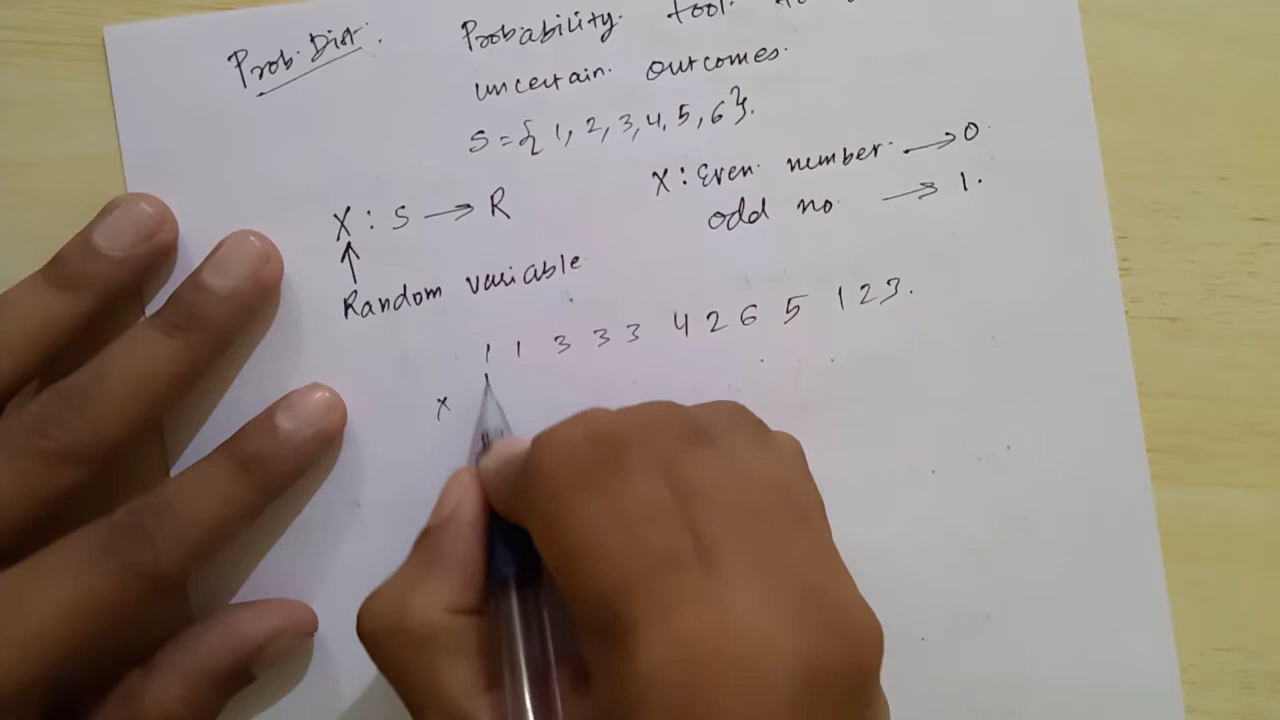 Prob. Dist. Probability. tool
uncertain. outcomes.
S = { 1, 2, 3, 4, 5, 6 }.
X : Even. number. → 0.
odd no. → 1.
X : S → R
↑
Random variable
1 1 3 3 3 4 2 6 5 1 2 3.
X 1